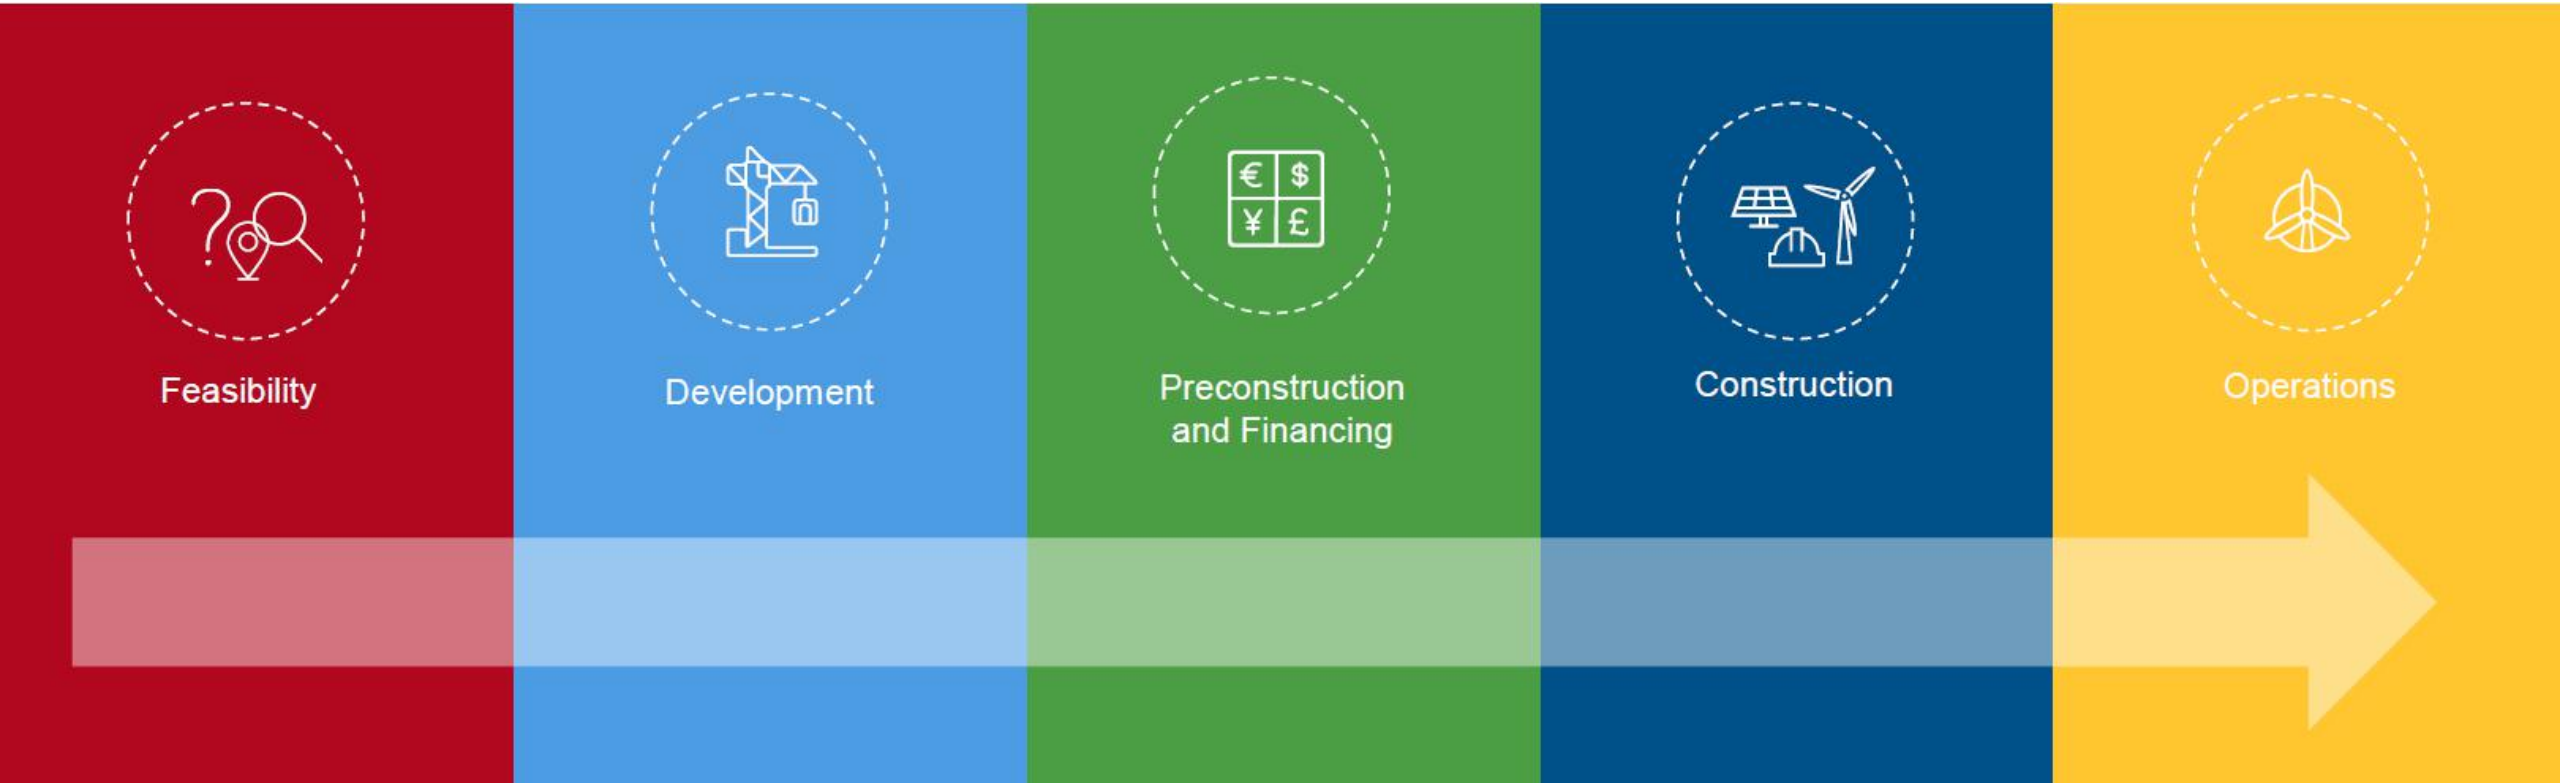 € $
¥ £
Feasibility
Development
Preconstruction
and Financing
Construction
Operations